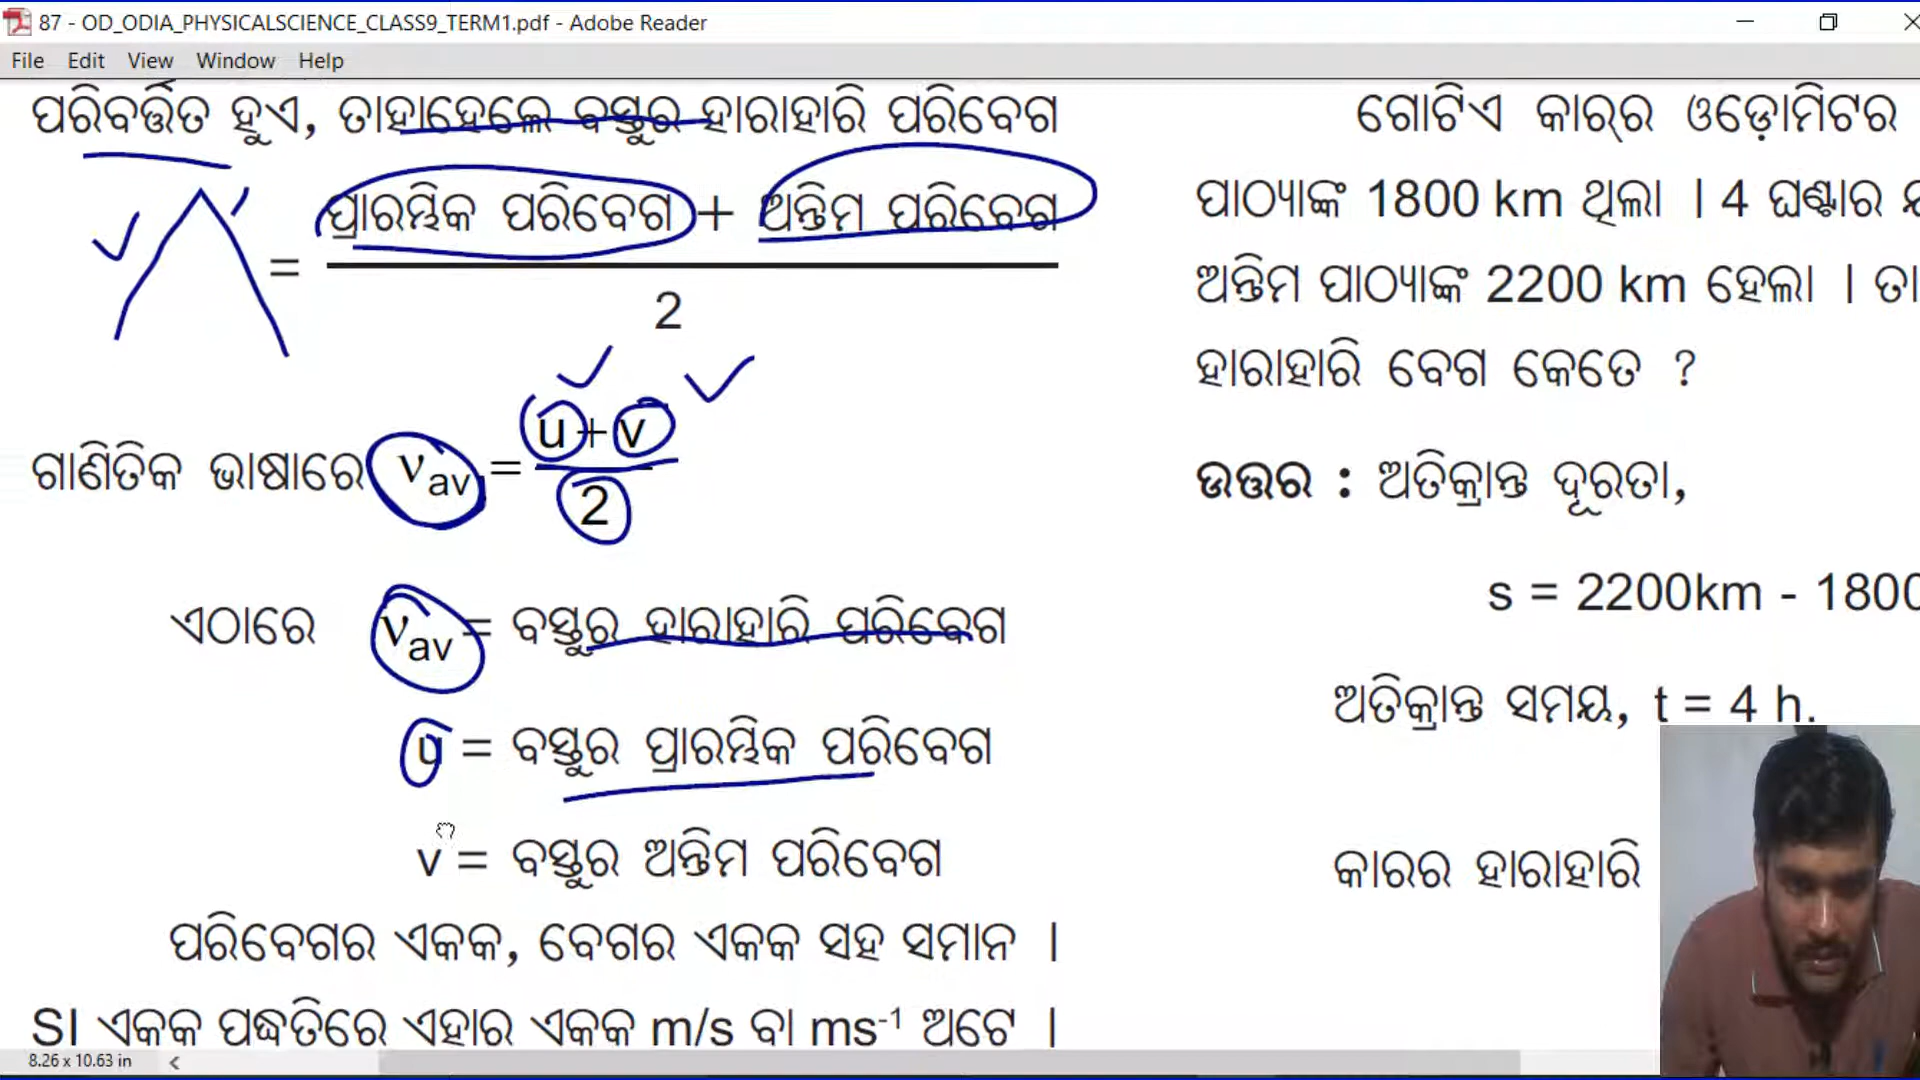 87 - OD_ODIA_PHYSICALSCIENCE_CLASS9_TERM1.pdf - Adobe Reader
File Edit View Window Help
ପରିବର୍ତ୍ତିତ ହୁଏ, ତାହାହେଲେ ବସ୍ତୁର ହାରାହାରି ପରିବେଗ
= ପ୍ରାରମ୍ଭିକ ପରିବେଗ + ଅନ୍ତିମ ପରିବେଗ
2
ଗାଣିତିକ ଭାଷାରେ vav = u+v
2
ଏଠାରେ vav = ବସ୍ତୁର ହାରାହାରି ପରିବେଗ
u = ବସ୍ତୁର ପ୍ରାରମ୍ଭିକ ପରିବେଗ
v = ବସ୍ତୁର ଅନ୍ତିମ ପରିବେଗ
ପରିବେଗର ଏକକ, ବେଗର ଏକକ ସହ ସମାନ ।
SI ଏକକ ପଦ୍ଧତିରେ ଏହାର ଏକକ m/s ବା ms-1 ଅଟେ ।
ଗୋଟିଏ କାର୍‌ର ଓଡ଼ୋମିଟର
ପାଠ୍ୟାଙ୍କ 1800 km ଥିଲା । 4 ଘଣ୍ଟାର
ଅନ୍ତିମ ପାଠ୍ୟାଙ୍କ 2200 km ହେଲା ।
ହାରାହାରି ବେଗ କେତେ ?
ଉତ୍ତର : ଅତିକ୍ରାନ୍ତ ଦୂରତା,
s = 2200km - 1800
ଅତିକ୍ରାନ୍ତ ସମୟ, t = 4 h.
କାରର ହାରାହାରି
8.26 x 10.63 in